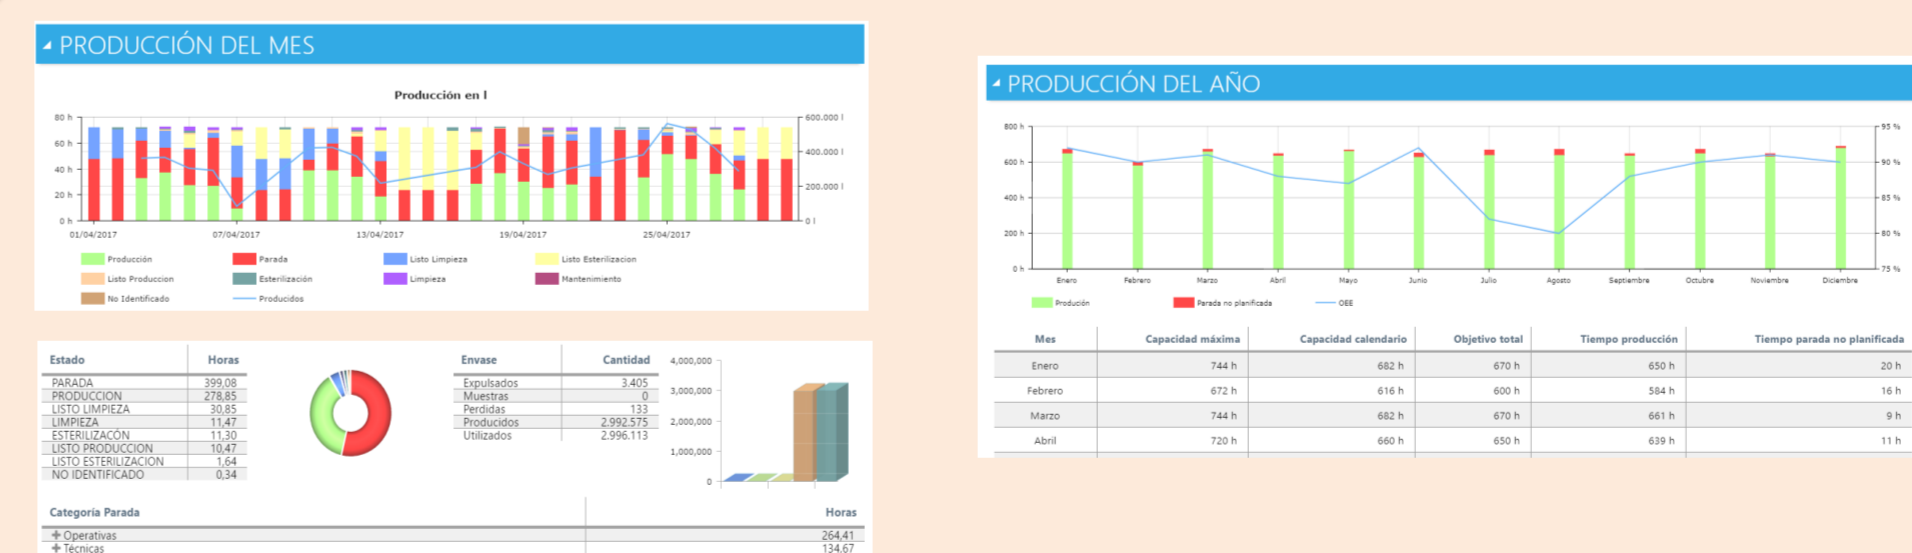 PRODUCCIÓN DEL MES
Producción en l
80 h
60 h
40 h
20 h
0 h
600.000 l
400.000 l
200.000 l
0 l
01/04/2017 07/04/2017 13/04/2017 19/04/2017 25/04/2017
Producción Parada Listo Limpieza Listo Esterilizacion
Listo Produccion Esterilización Limpieza Mantenimiento
No Identificado Producidos
Estado Horas
PARADA 399,08
PRODUCCION 278,85
LISTO LIMPIEZA 30,85
LIMPIEZA 11,47
ESTERILIZACÓN 11,30
LISTO PRODUCCION 10,47
LISTO ESTERILIZACION 1,64
NO IDENTIFICADO 0,34
Envase Cantidad
Expulsados 3.405
Muestras 0
Perdidas 133
Producidos 2.992.575
Utilizados 2.996.113
4,000,000
3,000,000
2,000,000
1,000,000
0
Categoría Parada Horas
Operativas 264,41
Técnicas 134,67
PRODUCCIÓN DEL AÑO
800 h
600 h
400 h
200 h
0 h
95 %
90 %
85 %
80 %
75 %
Enero Febrero Marzo Abril Mayo Junio Julio Agosto Septiembre Octubre Noviembre Diciembre
Produción Parada no planificada OEE
Mes Capacidad máxima Capacidad calendario Objetivo total Tiempo producción Tiempo parada no planificada
Enero 744 h 682 h 670 h 650 h 20 h
Febrero 672 h 616 h 600 h 584 h 16 h
Marzo 744 h 682 h 670 h 661 h 9 h
Abril 720 h 660 h 650 h 639 h 11 h